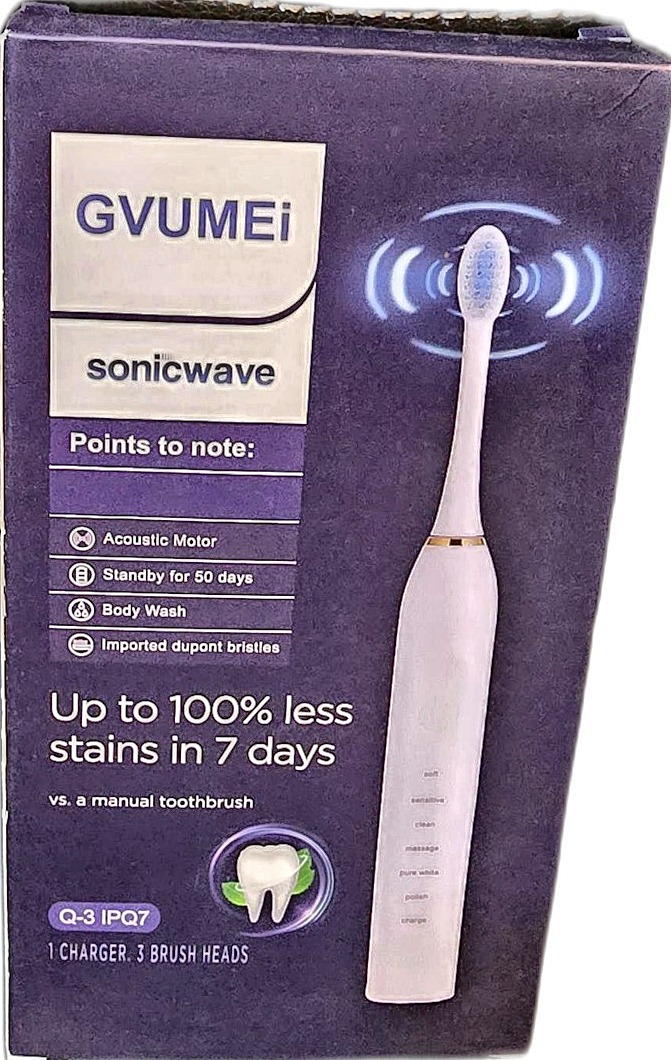 GVUMEi
sonicwave
Points to note:
Acoustic Motor
Standby for 50 days
Body Wash
Imported dupont bristles
Up to 100% less
stains in 7 days
vs. a manual toothbrush
Q-3 IPQ7
1 CHARGER. 3 BRUSH HEADS
soft
sensitive
clean
massage
pure white
polish
charge